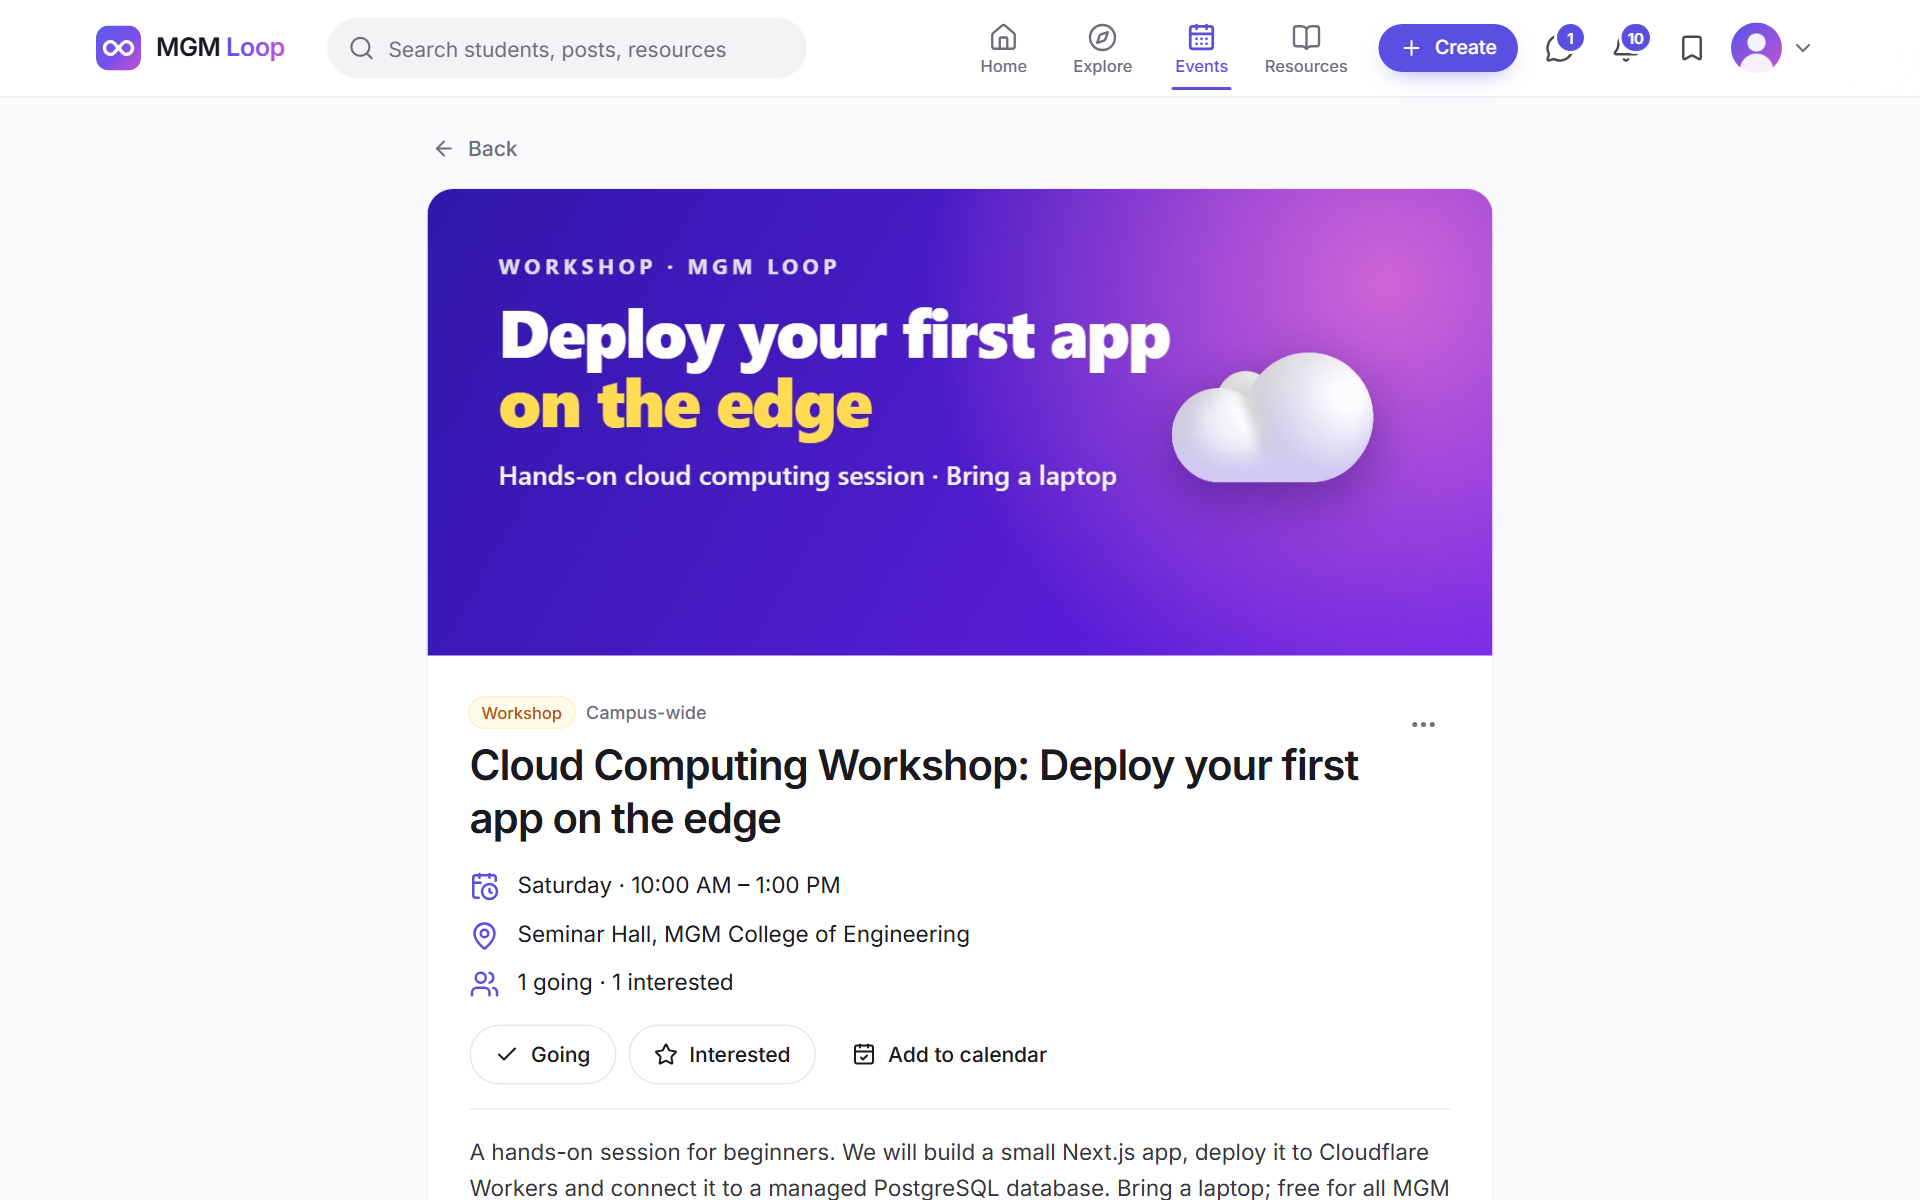 MGM Loop
Search students, posts, resources
Home
Explore
Events
Resources
Create
1
10
Back
WORKSHOP · MGM LOOP
Deploy your first app
on the edge
Hands-on cloud computing session · Bring a laptop
Workshop
Campus-wide
Cloud Computing Workshop: Deploy your first
app on the edge
Saturday · 10:00 AM – 1:00 PM
Seminar Hall, MGM College of Engineering
1 going · 1 interested
Going
Interested
Add to calendar
A hands-on session for beginners. We will build a small Next.js app, deploy it to Cloudflare
Workers and connect it to a managed PostgreSQL database. Bring a laptop; free for all MGM